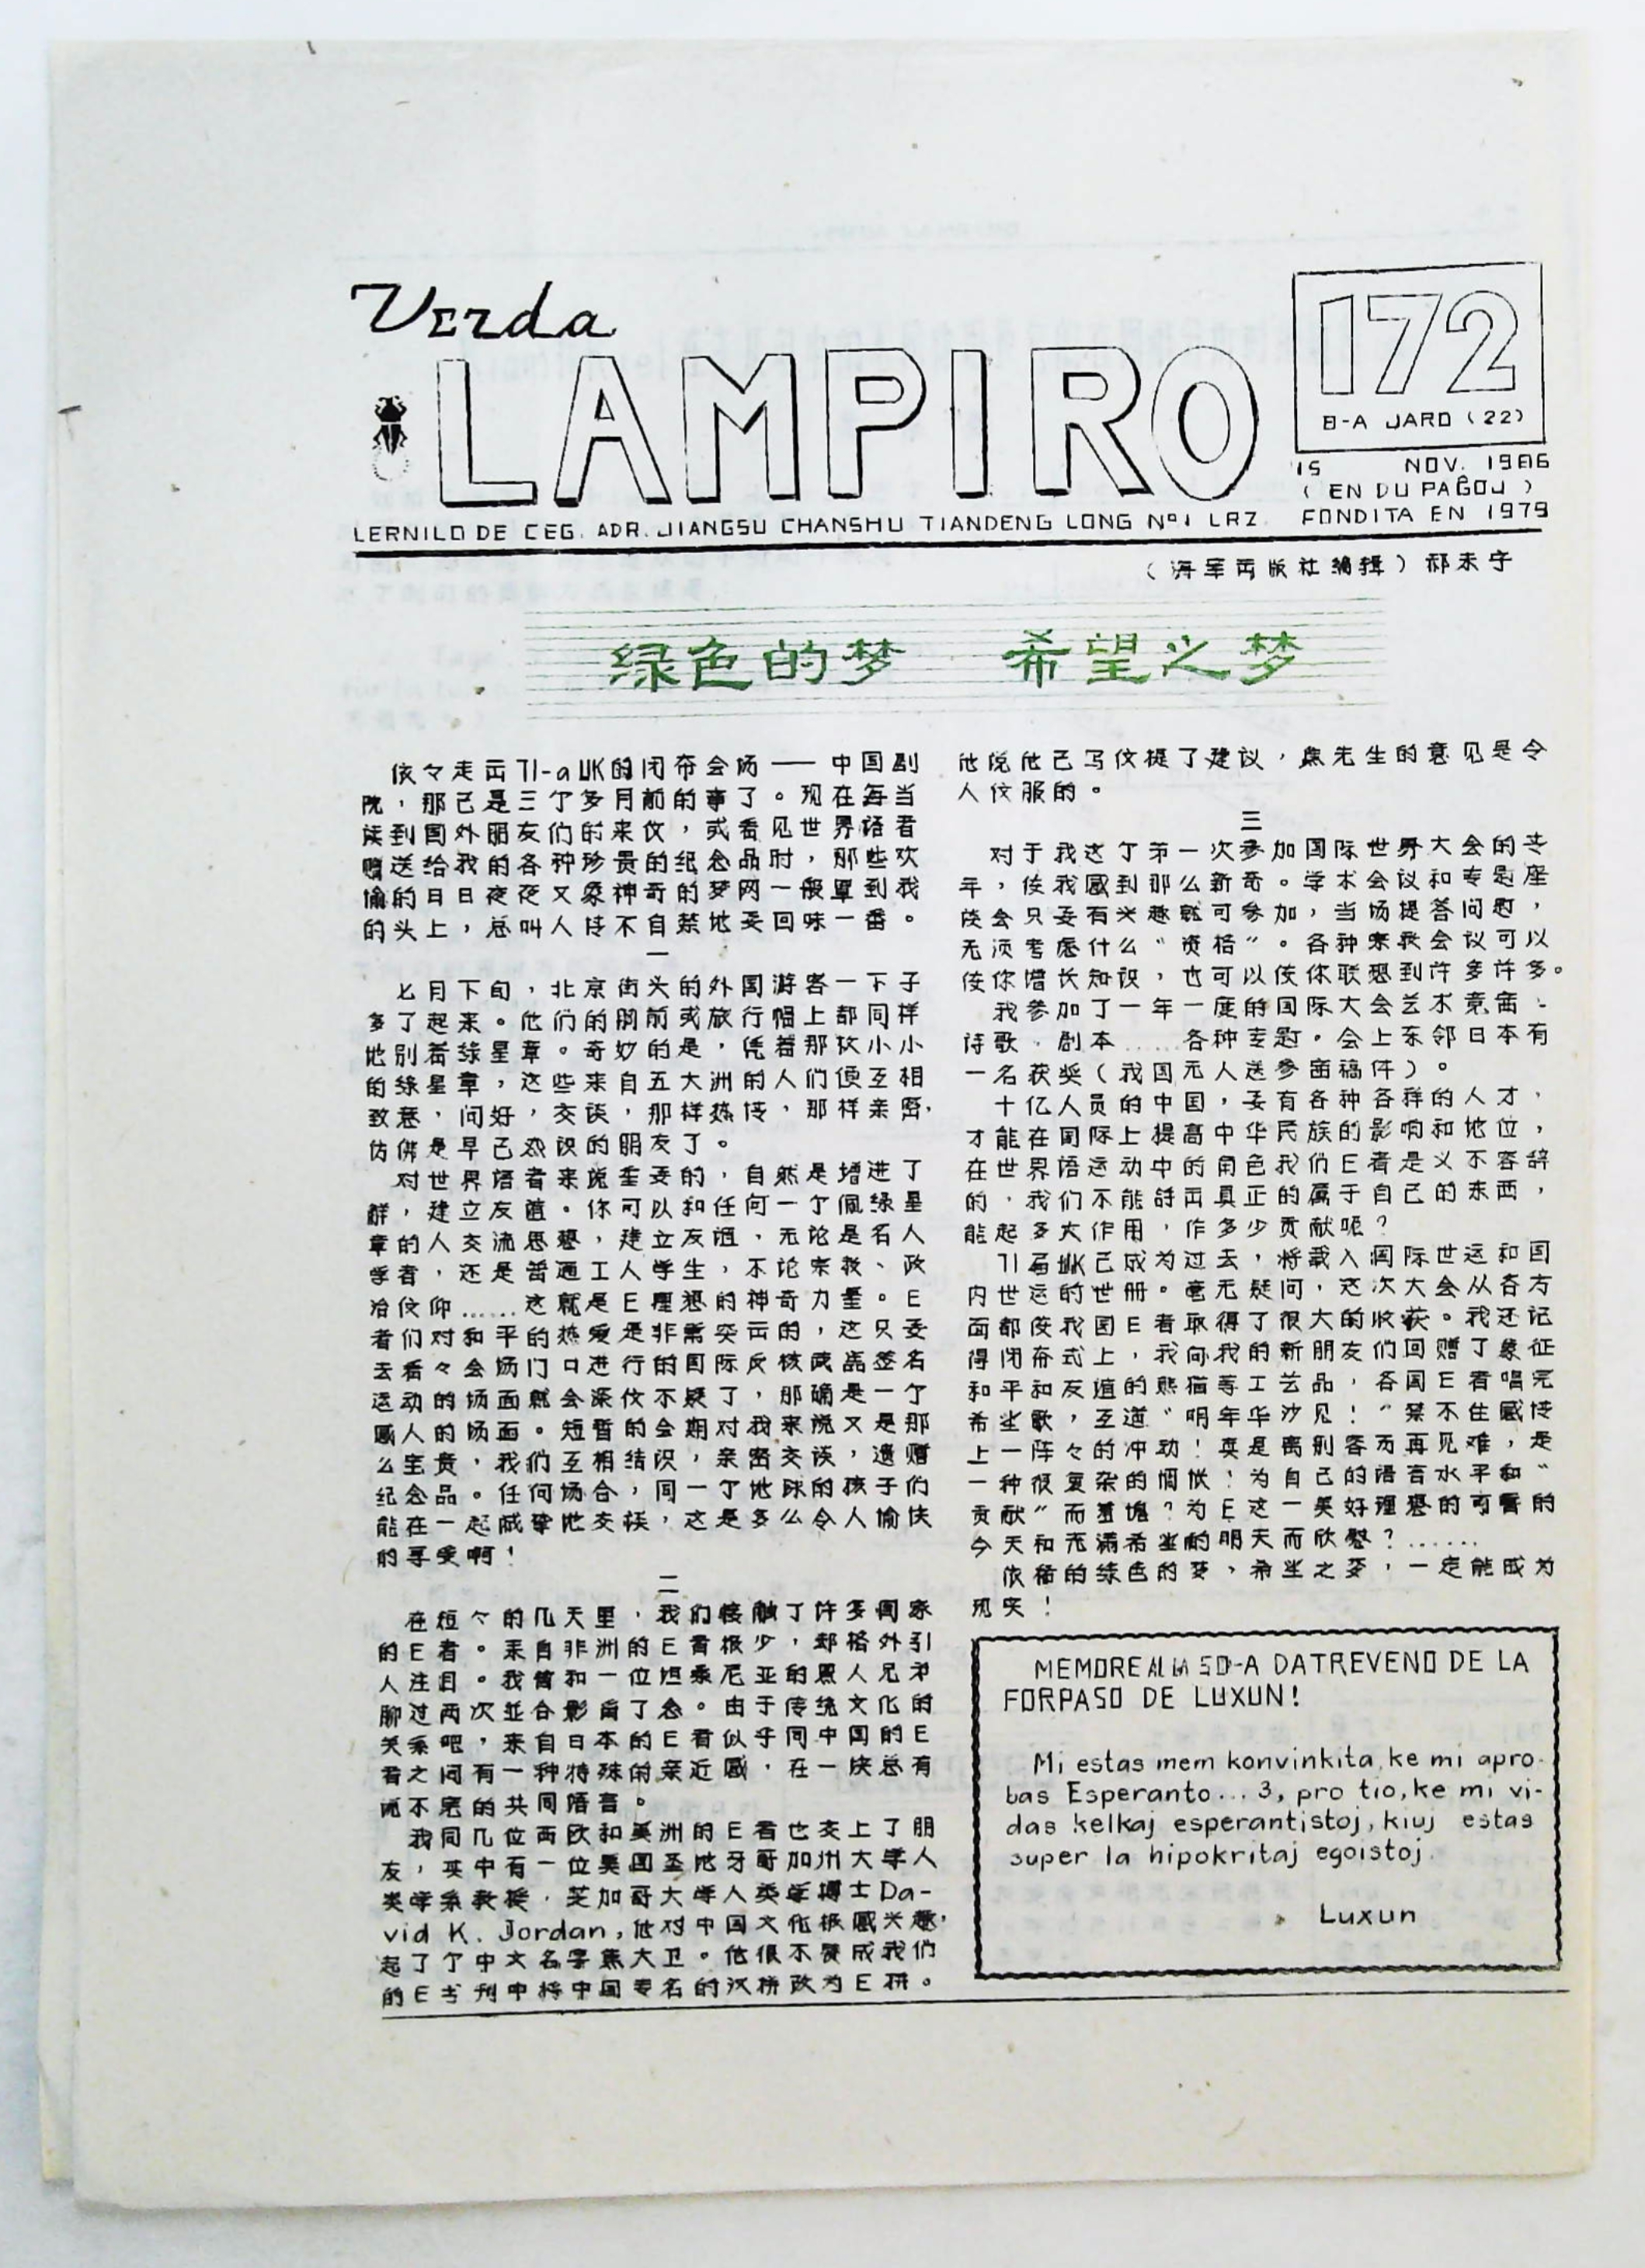 Verda
LAMPIRO
172
8-A JARO (22)
15 NOV. 1986
( EN DU PAĜOJ )
LERNILO DE CEG. ADR. JIANGSU CHANSHU TIANDENG LONG Nº1 LRZ. FONDITA EN 1979
（海军出版社编辑）郝未宇
绿色的梦 希望之梦
依々走出71-a UK的闭帘会场——中国剧
院，那已是三个多月前的事了。现在每当
读到国外朋友们的来仪，或看见世界语者
赠送给我的各种珍贵的纪念品时，那些欢
愉的日日夜夜又象神奇的梦网一般罩到我
的头上，总叫人情不自禁地要回味一番。
一
七月下旬，北京街头的外国游客一下子
多了起来。他们的胸前或旅行帽上都同样
地别着绿星章。奇妙的是，凭着那枚小小
的绿星章，这些来自五大洲的人们便互相
致意，问好，交谈，那样热情，那样亲密，
仿佛是早已熟识的朋友了。
对世界语者来说重要的，自然是增进了
解，建立友谊。你可以和任何一个佩绿星
章的人交流思想，建立友谊，无论是名人
学者，还是普通工人学生，不论宗教、政
治信仰……这就是E理想的神奇力量。E
者们对和平的热爱是非常突出的，这只要
去看々会场门口进行的国际反核武器签名
运动的场面就会深信不疑了，那确是一个
感人的场面。短暂的会期对我来说又是那
么宝贵，我们互相结识，亲密交谈，遗赠
纪念品。任何场合，同一个地球的孩子们
能在一起诚挚地交谈，这是多么令人愉快
的享受啊！
二
在短々的几天里，我们接触了许多国家
的E者。来自非洲的E者很少，却格外引
人注目。我曾和一位坦桑尼亚的黑人兄弟
聊过两次並合影留了念。由于传统文化的
关系吧，来自日本的E者似乎同中国的E
者之间有一种特殊的亲近感，在一块总有
说不完的共同语言。
我同几位西欧和美洲的E者也交上了朋
友，其中有一位美国圣地牙哥加州大学人
类学系教授，芝加哥大学人类学博士Da-
vid K. Jordan，他对中国文化极感兴趣，
起了个中文名字焦大卫。他很不赞成我们
的E书刊中将中国专名的汉拼改为E拼。
他说他已写信提了建议，焦先生的意见是令
人信服的。
三
对于我这个第一次参加国际世界大会的青
年，使我感到那么新奇。学术会议和专题座
谈会只要有兴趣就可参加，当场提答问题，
无须考虑什么“资格”。各种宗教会议可以
使你增长知识，也可以使你联想到许多许多。
我参加了一年一度的国际大会艺术竞赛、
诗歌、剧本……各种专题。会上东邻日本有
一名获奖（我国无人送参赛稿件）。
十亿人员的中国，要有各种各样的人才，
才能在国际上提高中华民族的影响和地位，
在世界语运动中的角色我们E者是义不容辞
的，我们不能拿出真正的属于自己的东西，
能起多大作用，作多少贡献呢？
71届UK已成为过去，将载入国际世运和国
内世运的世册。毫无疑问，这次大会从各方
面都使我国E者取得了很大的收获。我还记
得闭帘式上，我向我的新朋友们回赠了象征
和平和友谊的熊猫等工艺品，各国E者唱完
希望歌，互道“明年华沙见！”禁不住感情
上一阵々的冲动！真是离别容易再见难，是
一种很复杂的惆怅！为自己的语言水平和“
贡献”而羞愧？为E这一美好理想的可喜的
今天和充满希望的明天而欣慰？……
依稀的绿色的梦、希望之梦，一定能成为
现实！
MEMORE AL LA 50-A DATREVENO DE LA
FORPASO DE LUXUN!
Mi estas mem konvinkita, ke mi apro-
bas Esperanto... 3, pro tio, ke mi vi-
das kelkaj esperantistoj, kiuj estas
super la hipokritaj egoistoj.
Luxun